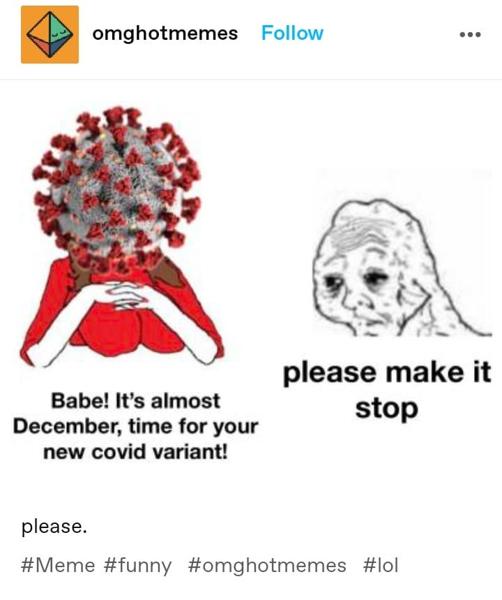 omghotmemes Follow
Babe! It's almost
December, time for your
new covid variant!
please make it
stop
please.
#Meme #funny #omghotmemes #lol